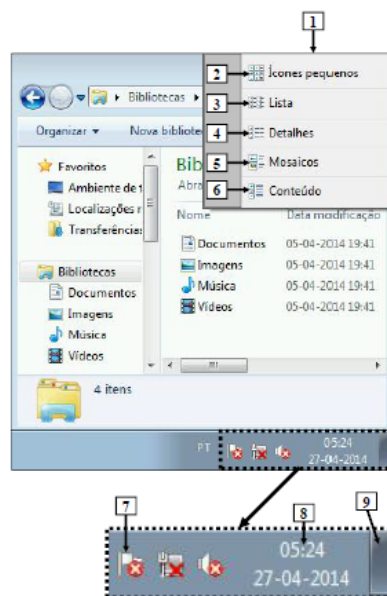 1
2 Ícones pequenos
Bibliotecas
3 Lista
Organizar Nova
4 Detalhes
Favoritos
5 Mosaicos
Ambiente de
6 Conteúdo
Localizações
Nome Data modificação
Transferências
Documentos 05-04-2014 19:41
Imagens 05-04-2014 19:41
Bibliotecas
Música 05-04-2014 19:41
Documentos
Vídeos 05-04-2014 19:41
Imagens
Música
Vídeos
4 itens
PT 05:24
27-04-2014
7 8 9
05:24
27-04-2014